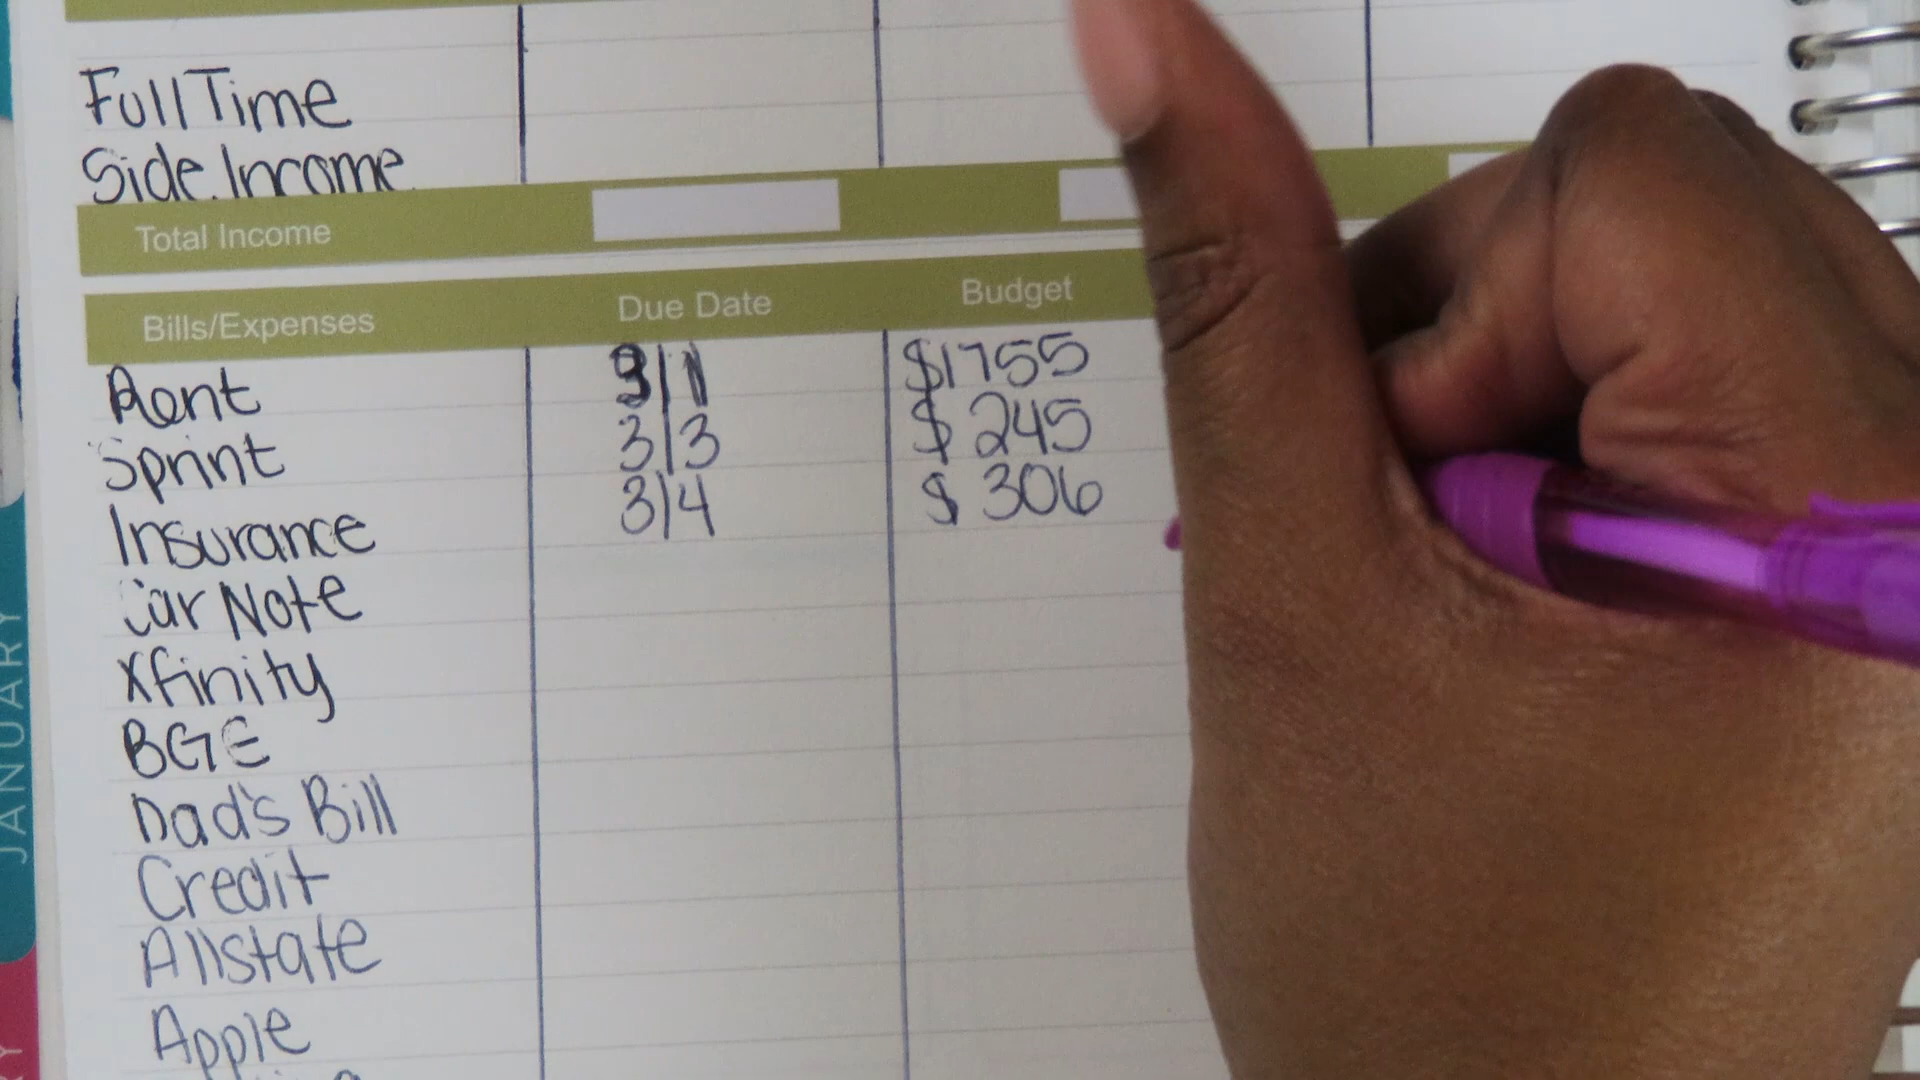 Full Time
Side Income
Total Income
Bills/Expenses Due Date Budget
Rent 3/1 $1755
Sprint 3/3 $ 245
Insurance 3/4 $ 306
Car Note
Xfinity
BGE
Dad's Bill
Credit
Allstate
Apple
JANUARY